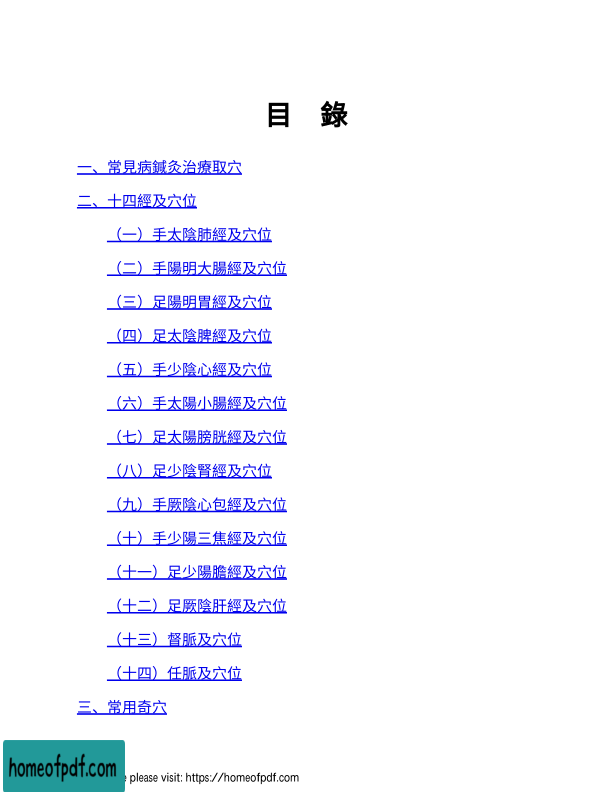 目 錄
一、常見病鍼灸治療取穴
二、十四經及穴位
（一）手太陰肺經及穴位
（二）手陽明大腸經及穴位
（三）足陽明胃經及穴位
（四）足太陰脾經及穴位
（五）手少陰心經及穴位
（六）手太陽小腸經及穴位
（七）足太陽膀胱經及穴位
（八）足少陰腎經及穴位
（九）手厥陰心包經及穴位
（十）手少陽三焦經及穴位
（十一）足少陽膽經及穴位
（十二）足厥陰肝經及穴位
（十三）督脈及穴位
（十四）任脈及穴位
三、常用奇穴
homeofpdf.com
please visit: https://homeofpdf.com